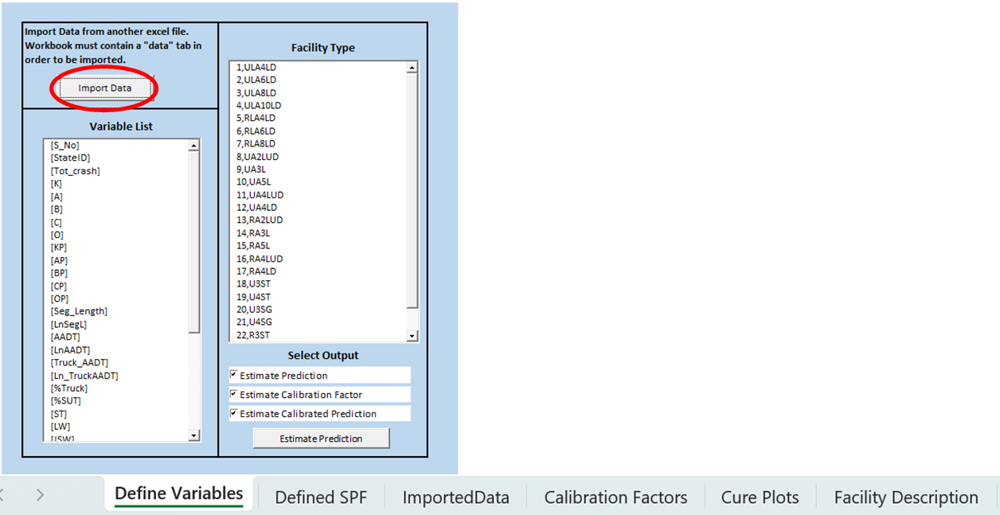 Import Data from another excel file.
Workbook must contain a "data" tab in
order to be imported.
Import Data
Variable List
[S_No]
[StateID]
[Tot_crash]
[K]
[A]
[B]
[C]
[O]
[KP]
[AP]
[BP]
[CP]
[OP]
[Seg_Length]
[LnSegL]
[AADT]
[LnAADT]
[Truck_AADT]
[Ln_TruckAADT]
[%Truck]
[%SUT]
[ST]
[LW]
Facility Type
1,ULA4LD
2,ULA6LD
3,ULA8LD
4,ULA10LD
5,RLA4LD
6,RLA6LD
7,RLA8LD
8,UA2LUD
9,UA3L
10,UA5L
11,UA4LUD
12,UA4LD
13,RA2LUD
14,RA3L
15,RA5L
16,RA4LUD
17,RA4LD
18,U3ST
19,U4ST
20,U3SG
21,U4SG
22,R3ST
Select Output
Estimate Prediction
Estimate Calibration Factor
Estimate Calibrated Prediction
Estimate Prediction
Define Variables
Defined SPF
ImportedData
Calibration Factors
Cure Plots
Facility Description